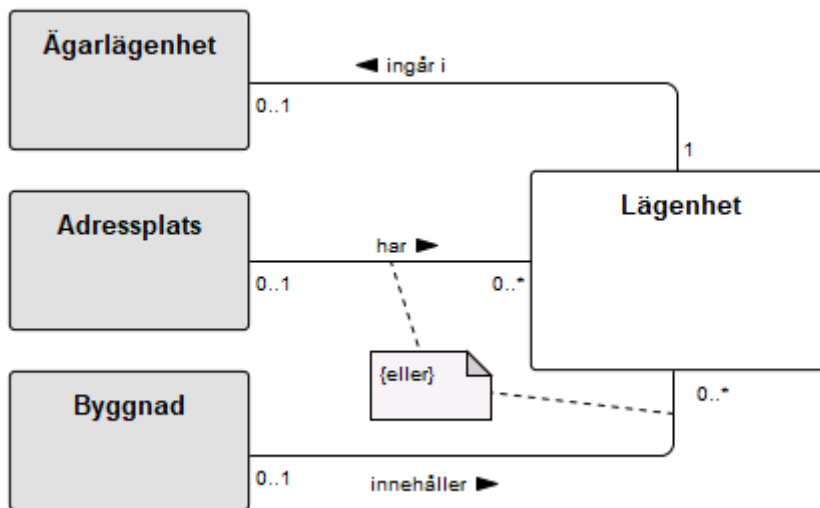 Ägarlägenhet
ingår i
0..1
1
Lägenhet
Adressplats
har
0..1
0..*
{eller}
Byggnad
0..*
0..1
innehåller